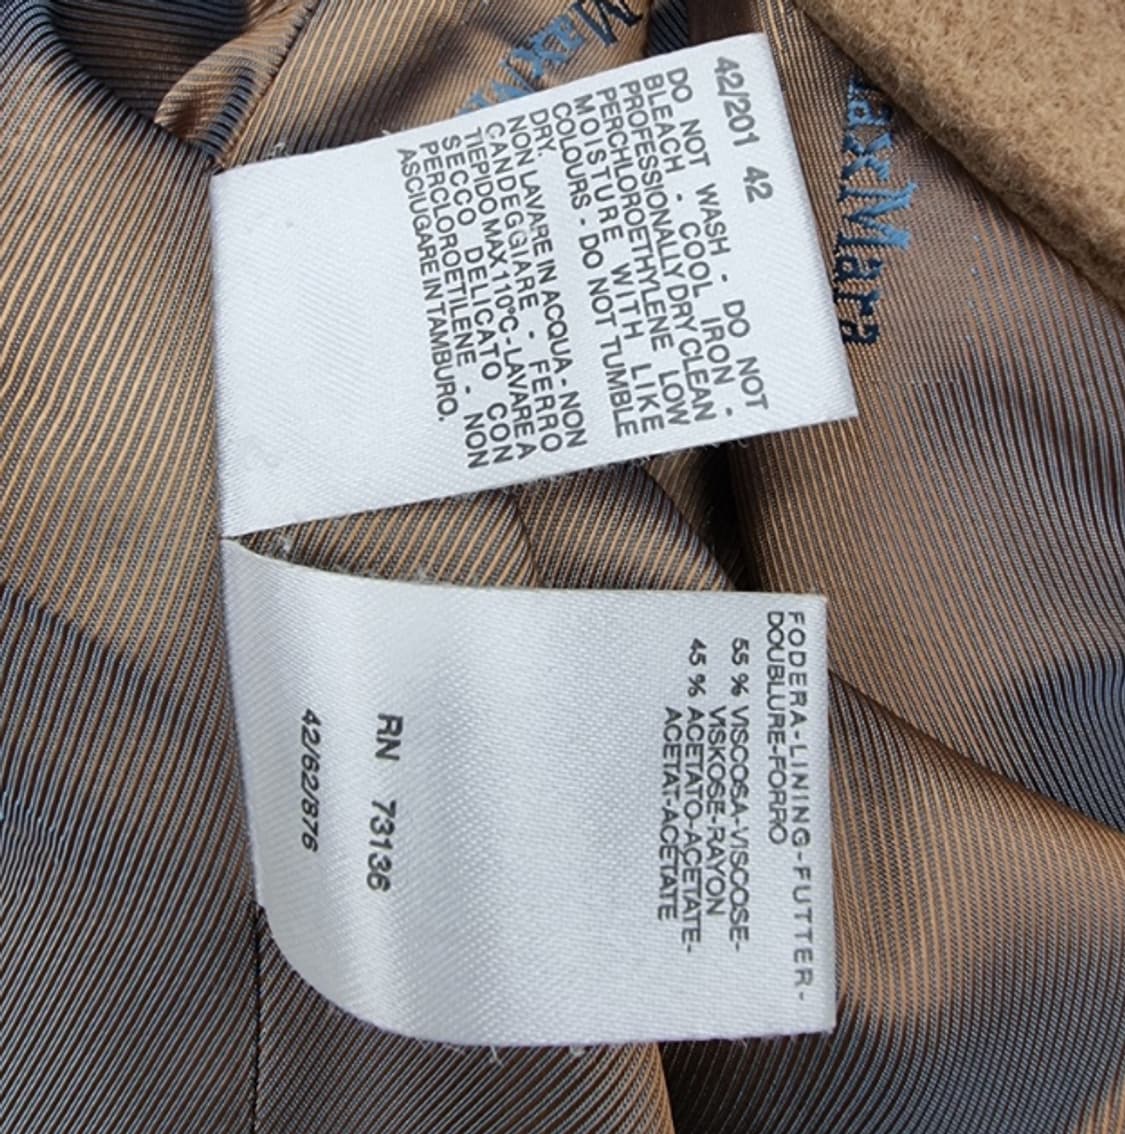 MaxMara
MaxMara
42/201 42
DO NOT WASH - DO NOT
BLEACH - COOL IRON -
PROFESSIONALLY DRY CLEAN
PERCHLOROETHYLENE LOW
MOISTURE WITH LIKE
COLOURS - DO NOT TUMBLE
DRY.
NON LAVARE IN ACQUA - NON
CANDEGGIARE - FERRO
TIEPIDO MAX 110°C - LAVARE A
SECCO DELICATO CON
PERCLOROETILENE - NON
ASCIUGARE IN TAMBURO.
FODERA-LINING-FUTTER-
DOUBLURE-FORRO
55 % VISCOSA-VISCOSE-
VISKOSE-RAYON
45 % ACETATO-ACETATE-
ACETAT-ACETATE
RN 73136
42/62/876